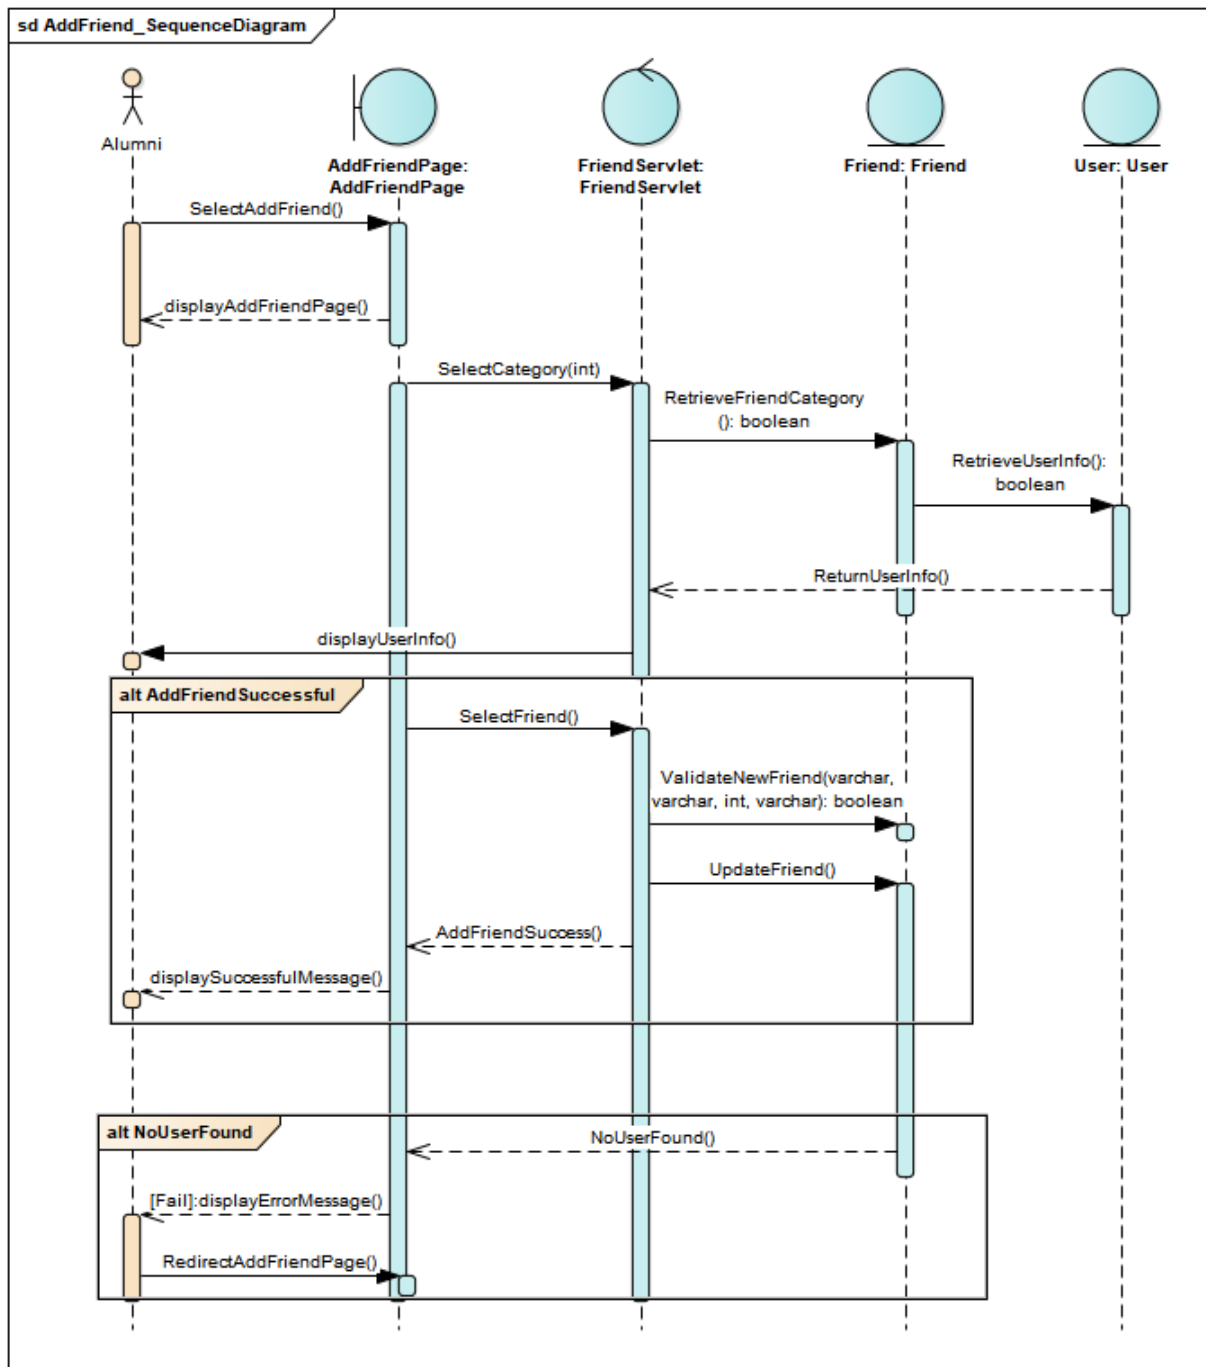 sd AddFriend_SequenceDiagram
Alumni
AddFriendPage:
AddFriendPage
FriendServlet:
FriendServlet
Friend: Friend
User: User
SelectAddFriend()
displayAddFriendPage()
SelectCategory(int)
RetrieveFriendCategory
(): boolean
RetrieveUserInfo():
boolean
ReturnUserInfo()
displayUserInfo()
alt AddFriendSuccessful
SelectFriend()
ValidateNewFriend(varchar,
varchar, int, varchar): boolean
UpdateFriend()
AddFriendSuccess()
displaySuccessfulMessage()
alt NoUserFound
NoUserFound()
[Fail]:displayErrorMessage()
RedirectAddFriendPage()